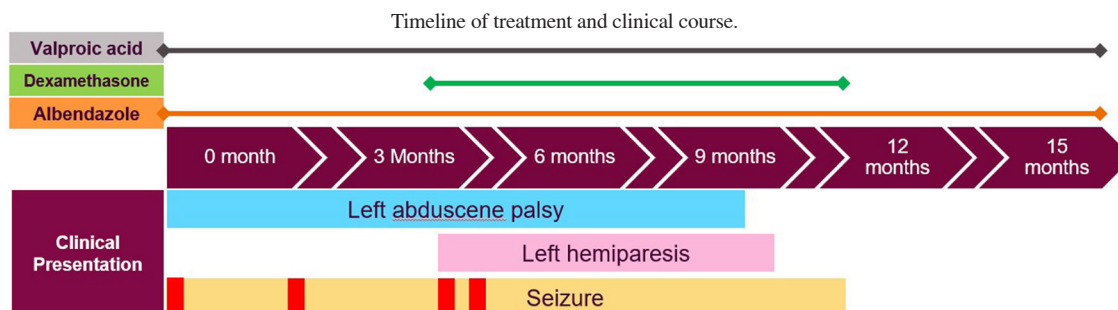 Timeline of treatment and clinical course.
Valproic acid
Dexamethasone
Albendazole
0 month
3 Months
6 months
9 months
12
months
15
months
Left abduscene palsy
Clinical
Presentation
Left hemiparesis
Seizure